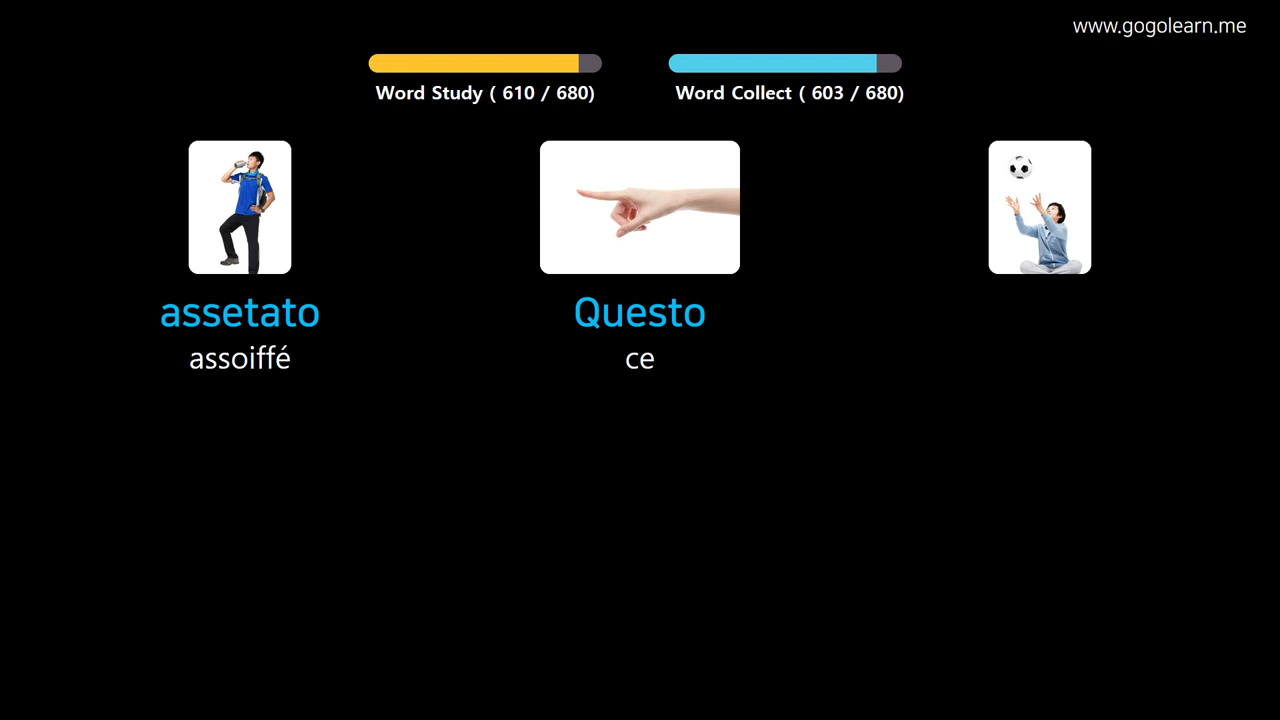 www.gogolearn.me
Word Study ( 610 / 680)
Word Collect ( 603 / 680)
assetato
Questo
assoiffé
ce